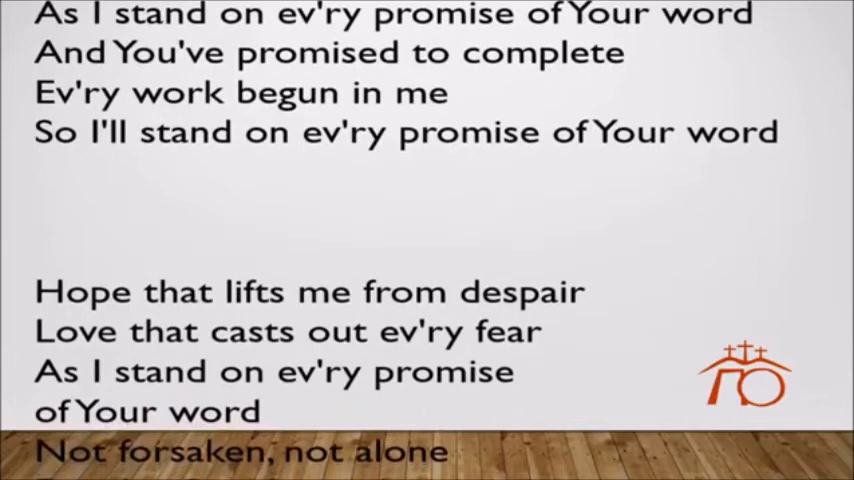 As I stand on ev'ry promise of Your word
And You've promised to complete
Ev'ry work begun in me
So I'll stand on ev'ry promise of Your word
Hope that lifts me from despair
Love that casts out ev'ry fear
As I stand on ev'ry promise
of Your word
Not forsaken, not alone